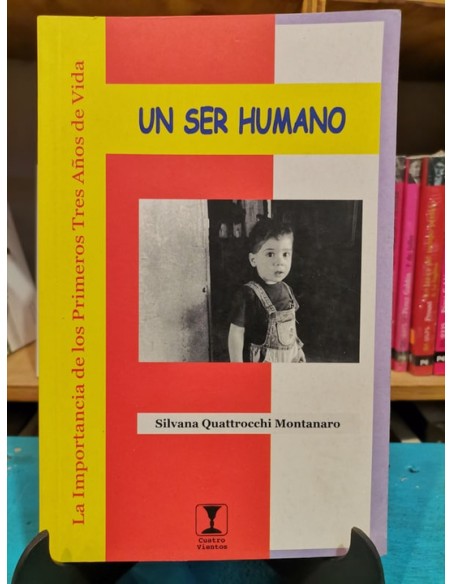 La Importancia de los Primeros Tres Años de Vida
UN SER HUMANO
Silvana Quattrocchi Montanaro
Cuatro
Vientos